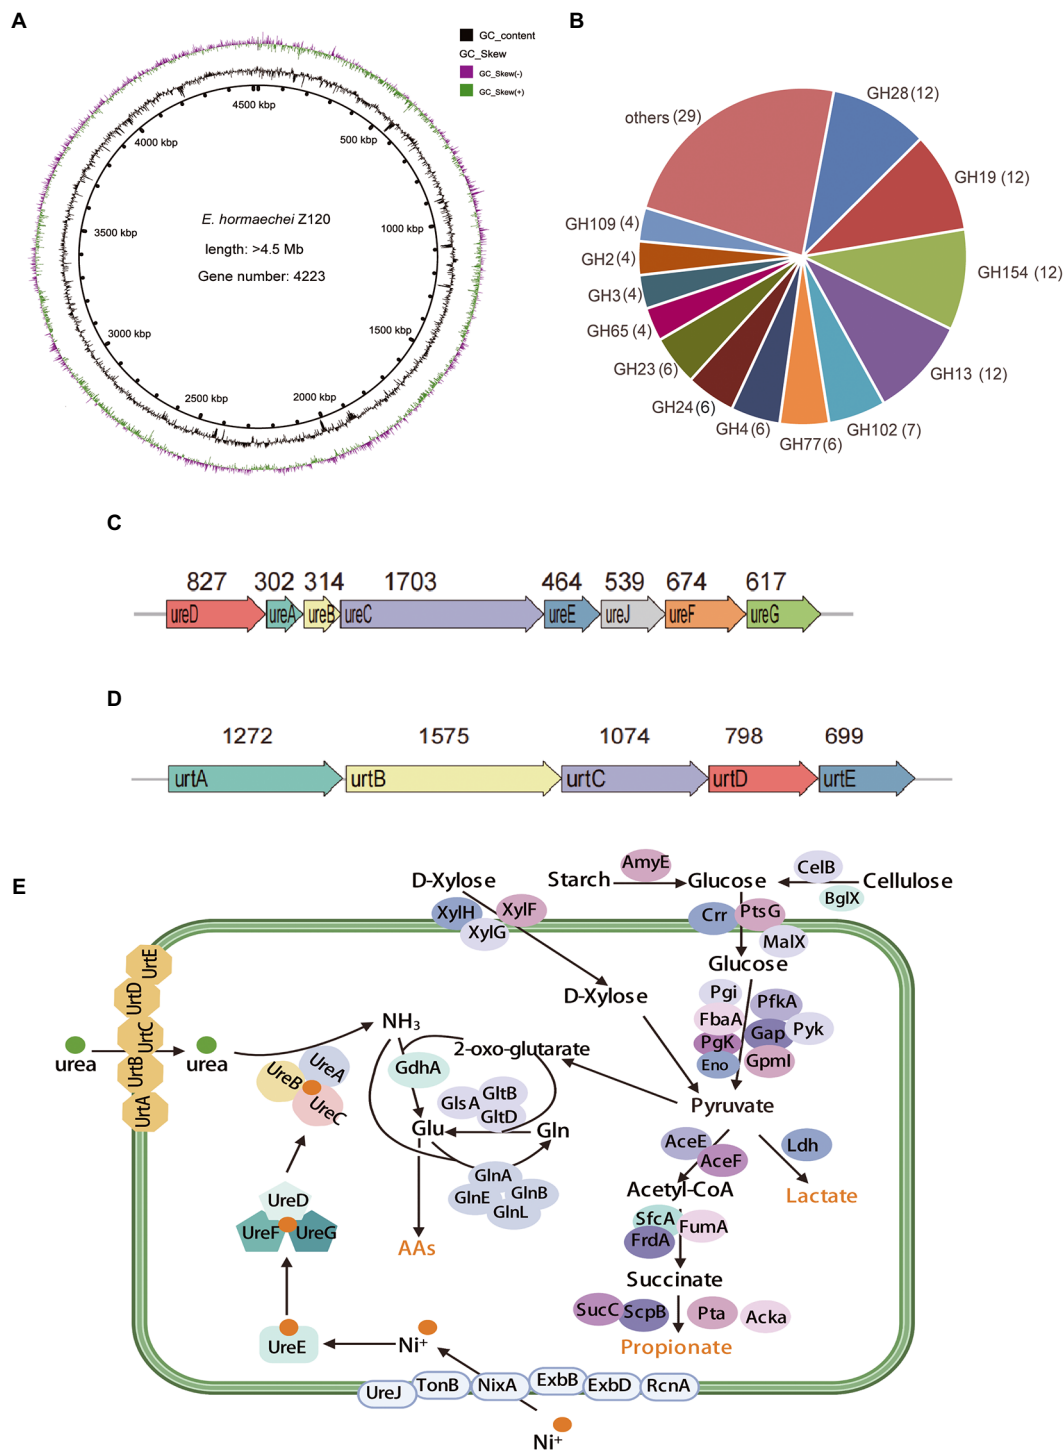 A
GC_content
GC_Skew
GC_Skew(-)
GC_Skew(+)
4500 kbp
500 kbp
1000 kbp
1500 kbp
2000 kbp
2500 kbp
3000 kbp
3500 kbp
4000 kbp
E. hormaechei Z120
length: >4.5 Mb
Gene number: 4223
B
others (29)
GH28 (12)
GH19 (12)
GH154 (12)
GH13 (12)
GH102 (7)
GH77 (6)
GH4 (6)
GH24 (6)
GH23 (6)
GH65 (4)
GH3 (4)
GH2 (4)
GH109 (4)
C
827 302 314 1703 464 539 674 617
ureD ureA ureB ureC ureE ureJ ureF ureG
D
1272 1575 1074 798 699
urtA urtB urtC urtD urtE
E
D-Xylose
Starch
AmyE
Glucose
CelB
Cellulose
BglX
XylH
XylF
XylG
Crr
PtsG
MalX
Glucose
D-Xylose
UrtE
UrtD
UrtC
UrtB
UrtA
urea
urea
NH3
2-oxo-glutarate
GdhA
UreA
UreB
UreC
GlsA
GltB
GltD
Glu
Gln
GlnA
GlnE
GlnB
GlnL
AAs
Pgi
FbaA
PgK
Eno
PfkA
Gap
Pyk
GpmI
Pyruvate
AceE
AceF
Ldh
Acetyl-CoA
Lactate
SfcA
FumA
FrdA
Succinate
SucC
ScpB
Pta
Acka
Propionate
UreD
UreF
UreG
UreE
Ni+
UreJ
TonB
NixA
ExbB
ExbD
RcnA
Ni+